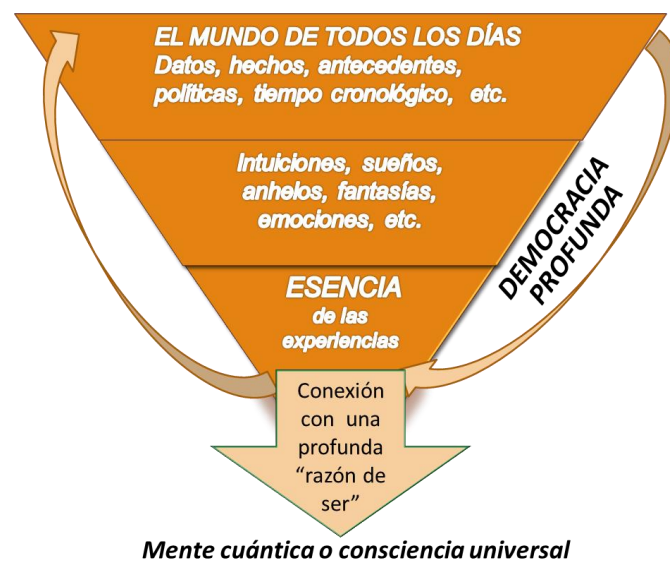 EL MUNDO DE TODOS LOS DÍAS
Datos, hechos, antecedentes,
políticas, tiempo cronológico, etc.
Intuiciones, sueños,
anhelos, fantasías,
emociones, etc.
DEMOCRACIA
PROFUNDA
ESENCIA
de las
experiencias
Conexión
con una
profunda
“razón de
ser”
Mente cuántica o consciencia universal